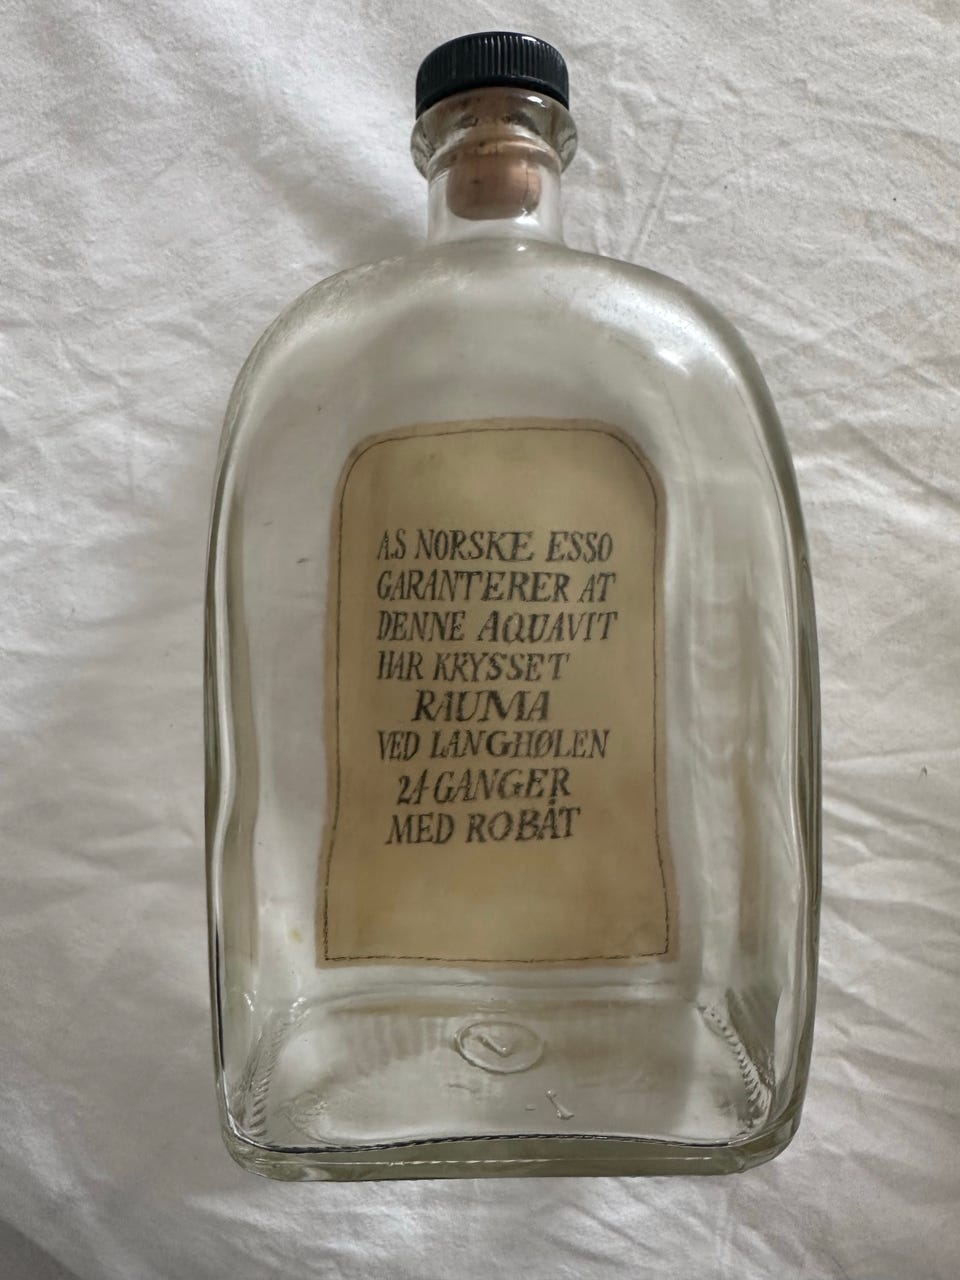 A.S NORSKE ESSO
GARANTERER AT
DENNE AQUAVIT
HAR KRYSSET
RAUMA
VED LANGHØLEN
24 GANGER
MED ROBÅT